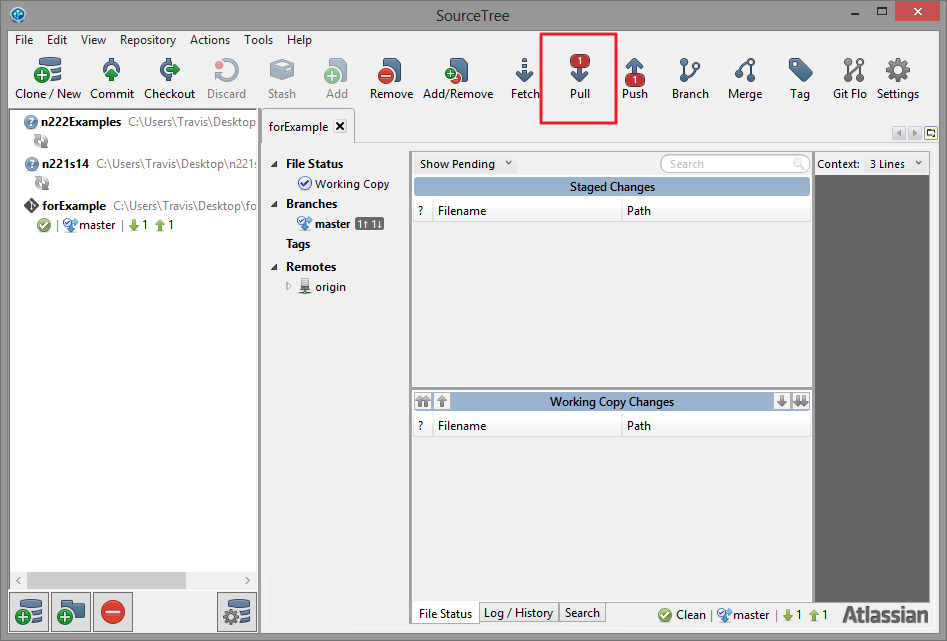 SourceTree
File Edit View Repository Actions Tools Help
1
1
Clone / New Commit Checkout Discard Stash Add Remove Add/Remove Fetch Pull Push Branch Merge Tag Git Flo Settings
n222Examples C:\Users\Travis\Desktop
n221s14 C:\Users\Travis\Desktop\n221s
forExample C:\Users\Travis\Desktop\fo
master 1 1
forExample
File Status
Working Copy
Branches
master 1↑ 1↓
Tags
Remotes
origin
Show Pending Search
Staged Changes
? Filename Path
Working Copy Changes
? Filename Path
Context: 3 Lines
File Status Log / History Search
Clean master 1 1 Atlassian